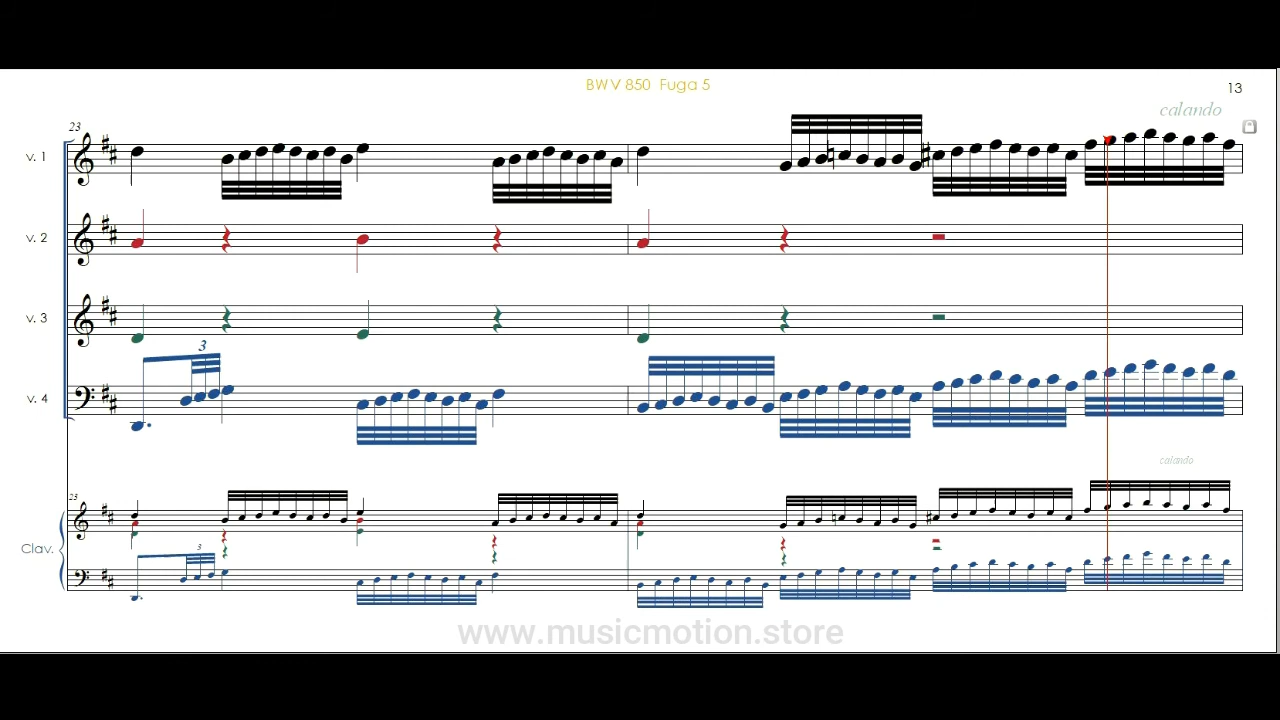 BWV 850 Fuga 5
13
calando
23
v. 1
v. 2
v. 3
3
v. 4
calando
23
3
Clav.
www.musicmotion.store